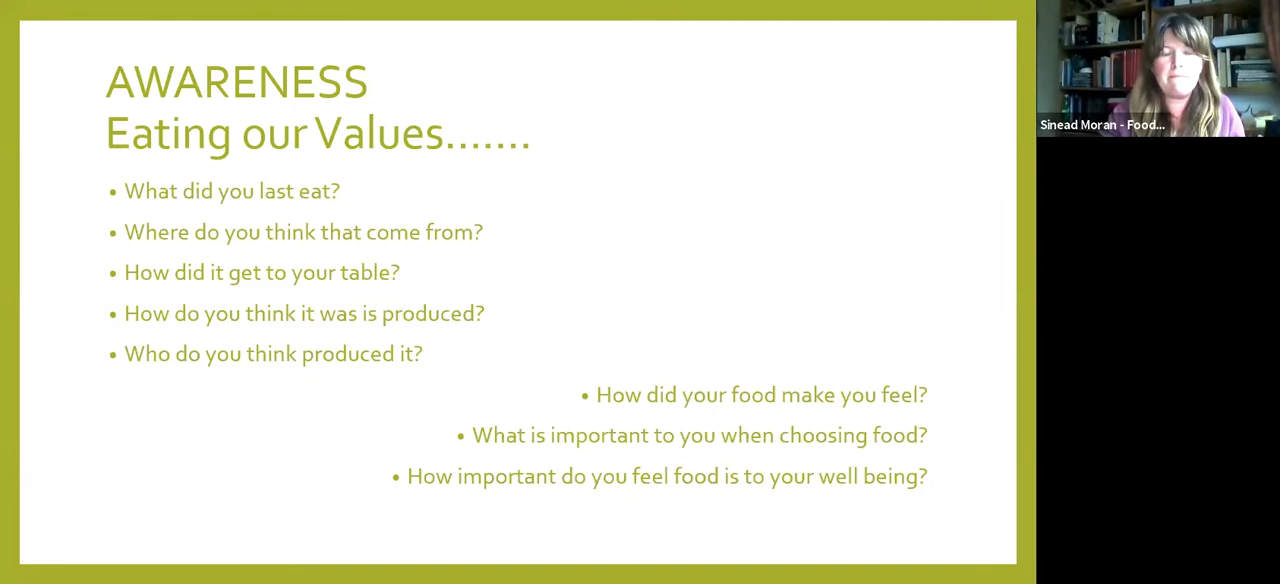 AWARENESS
Eating our Values.......
• What did you last eat?
• Where do you think that come from?
• How did it get to your table?
• How do you think it was is produced?
• Who do you think produced it?
• How did your food make you feel?
• What is important to you when choosing food?
• How important do you feel food is to your well being?
Sinead Moran - Food...